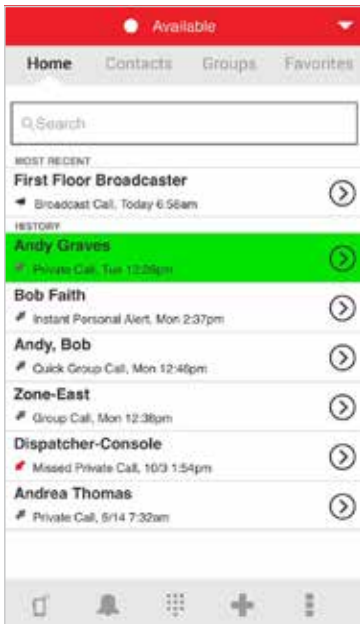 Available
Home Contacts Groups Favorites
Search
MOST RECENT
First Floor Broadcaster
Broadcast Call, Today 6:56am
HISTORY
Andy Graves
Private Call, Tue 12:26pm
Bob Faith
Instant Personal Alert, Mon 2:37pm
Andy, Bob
Quick Group Call, Mon 12:46pm
Zone-East
Group Call, Mon 12:38pm
Dispatcher-Console
Missed Private Call, 10/3 1:54pm
Andrea Thomas
Private Call, 5/14 7:32am